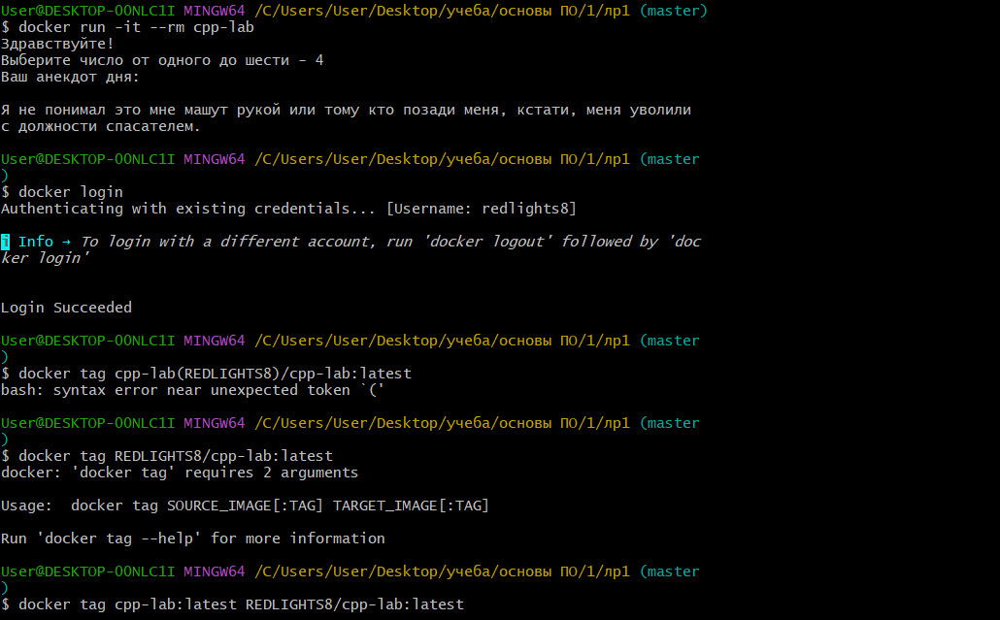 User@DESKTOP-O0NLC1I MINGW64 /C/Users/User/Desktop/учеба/основы ПО/1/лр1 (master)
$ docker run -it --rm cpp-lab
Здравствуйте!
Выберите число от одного до шести - 4
Ваш анекдот дня:
Я не понимал это мне машут рукой или тому кто позади меня, кстати, меня уволили
с должности спасателем.
User@DESKTOP-O0NLC1I MINGW64 /C/Users/User/Desktop/учеба/основы ПО/1/лр1 (master
)
$ docker login
Authenticating with existing credentials... [Username: redlights8]
i Info → To login with a different account, run 'docker logout' followed by 'doc
ker login'
Login Succeeded
User@DESKTOP-O0NLC1I MINGW64 /C/Users/User/Desktop/учеба/основы ПО/1/лр1 (master
)
$ docker tag cpp-lab(REDLIGHTS8)/cpp-lab:latest
bash: syntax error near unexpected token `('
User@DESKTOP-O0NLC1I MINGW64 /C/Users/User/Desktop/учеба/основы ПО/1/лр1 (master
)
$ docker tag REDLIGHTS8/cpp-lab:latest
docker: 'docker tag' requires 2 arguments
Usage:  docker tag SOURCE_IMAGE[:TAG] TARGET_IMAGE[:TAG]
Run 'docker tag --help' for more information
User@DESKTOP-O0NLC1I MINGW64 /C/Users/User/Desktop/учеба/основы ПО/1/лр1 (master
)
$ docker tag cpp-lab:latest REDLIGHTS8/cpp-lab:latest